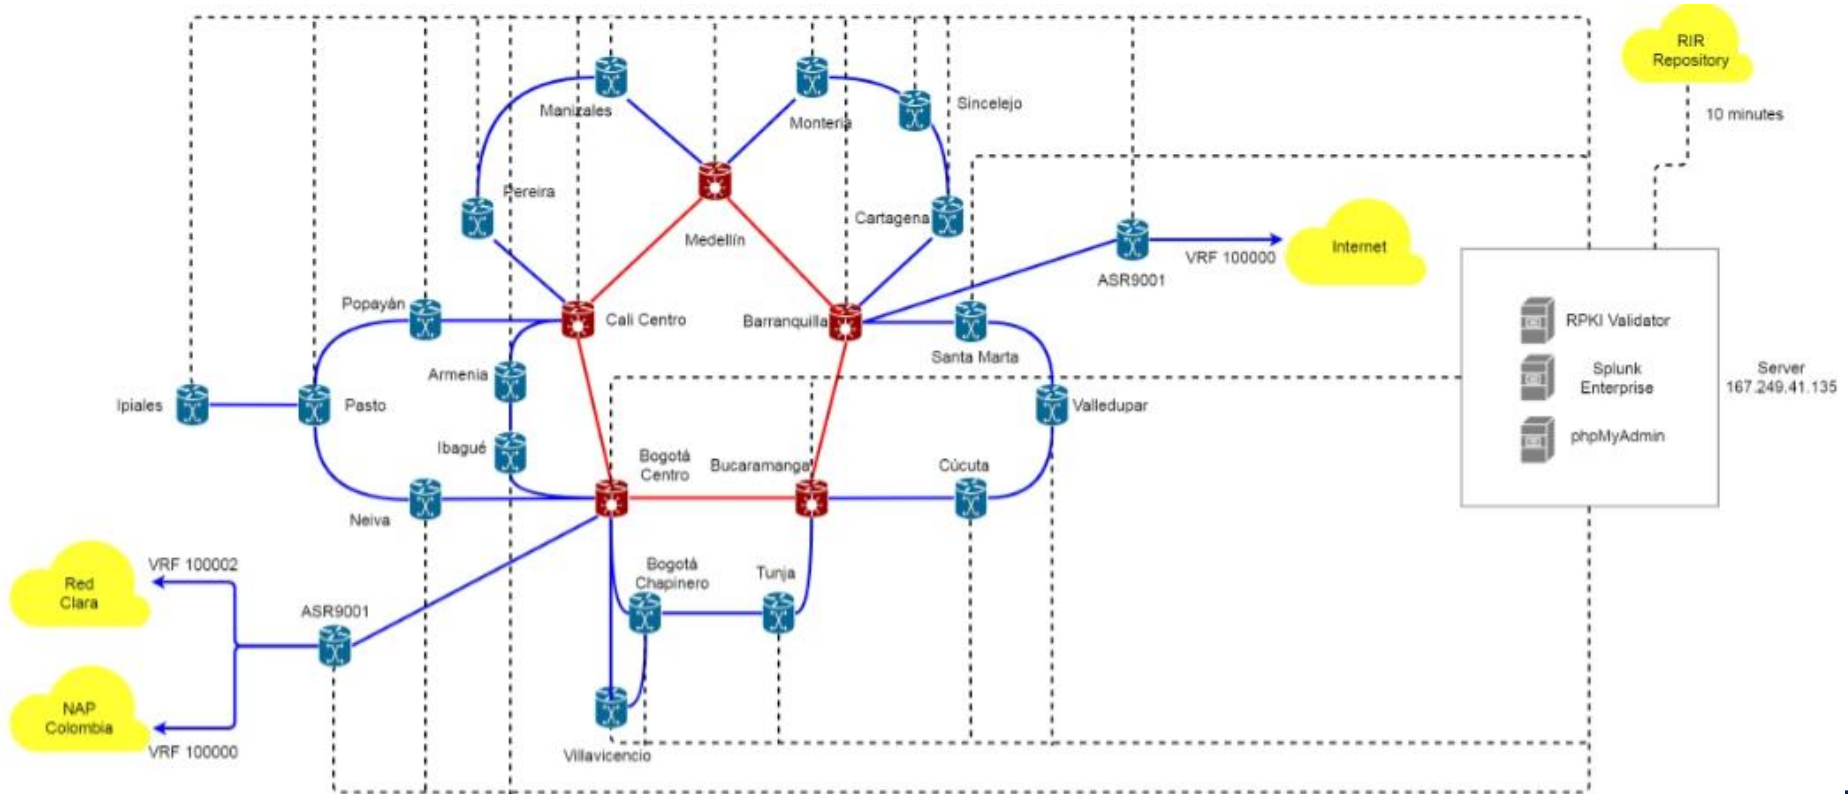 RIR
Repository
10 minutes
Manizales
Monteria
Sincelejo
Pereira
Cartagena
Medellín
ASR9001
VRF 100000
Internet
Popayán
Cali Centro
Barranquilla
Santa Marta
RPKI Validator
Splunk
Enterprise
phpMyAdmin
Server
167.249.41.135
Armenia
Ipiales
Pasto
Valledupar
Ibagué
Bogotá
Centro
Bucaramanga
Cúcuta
Neiva
VRF 100002
Red
Clara
ASR9001
Bogotá
Chapinero
Tunja
NAP
Colombia
VRF 100000
Villavicencio